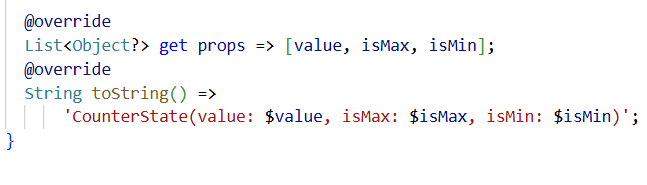 @override
List<Object?> get props => [value, isMax, isMin];
@override
String toString() =>
'CounterState(value: $value, isMax: $isMax, isMin: $isMin)';
}